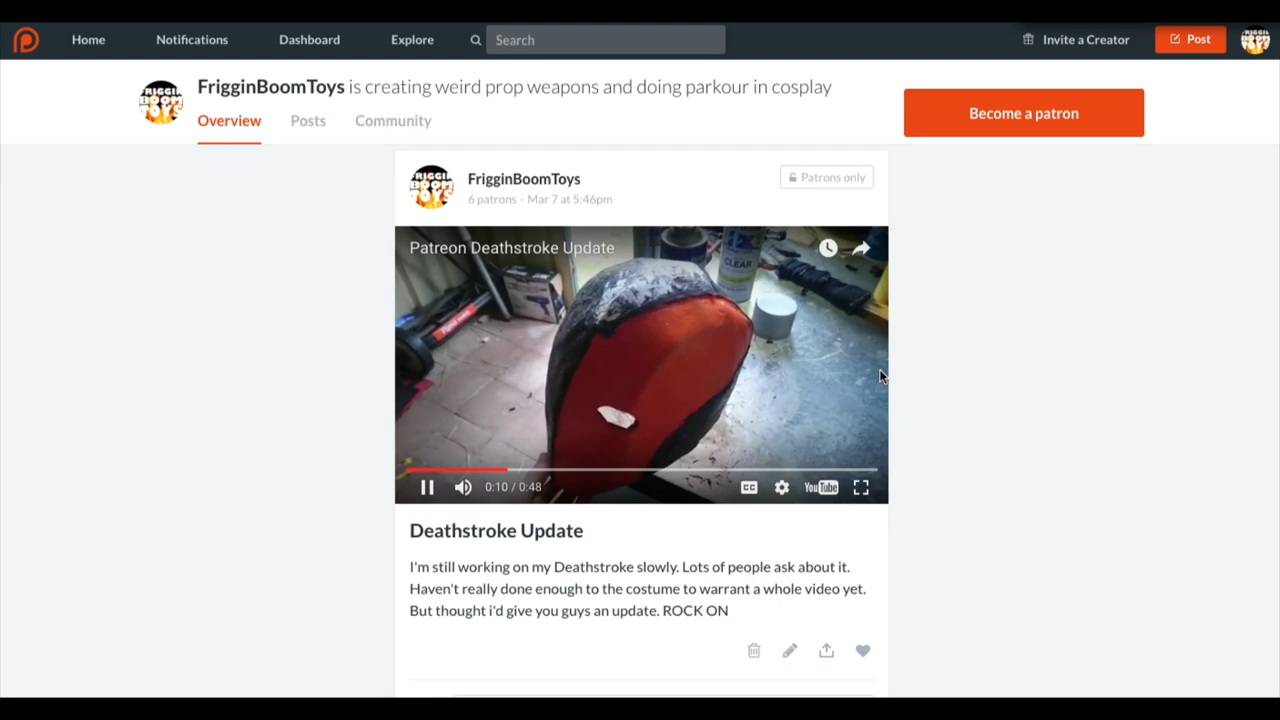 Home Notifications Dashboard Explore Search Invite a Creator Post
FRIGGIN BOOM TOYS
FrigginBoomToys is creating weird prop weapons and doing parkour in cosplay
Overview Posts Community
Become a patron
FrigginBoomToys
Patrons only
6 patrons · Mar 7 at 5:46pm
Patreon Deathstroke Update
CLEAR
0:10 / 0:48
CC
YouTube
Deathstroke Update
I'm still working on my Deathstroke slowly. Lots of people ask about it.
Haven't really done enough to the costume to warrant a whole video yet.
But thought i'd give you guys an update. ROCK ON